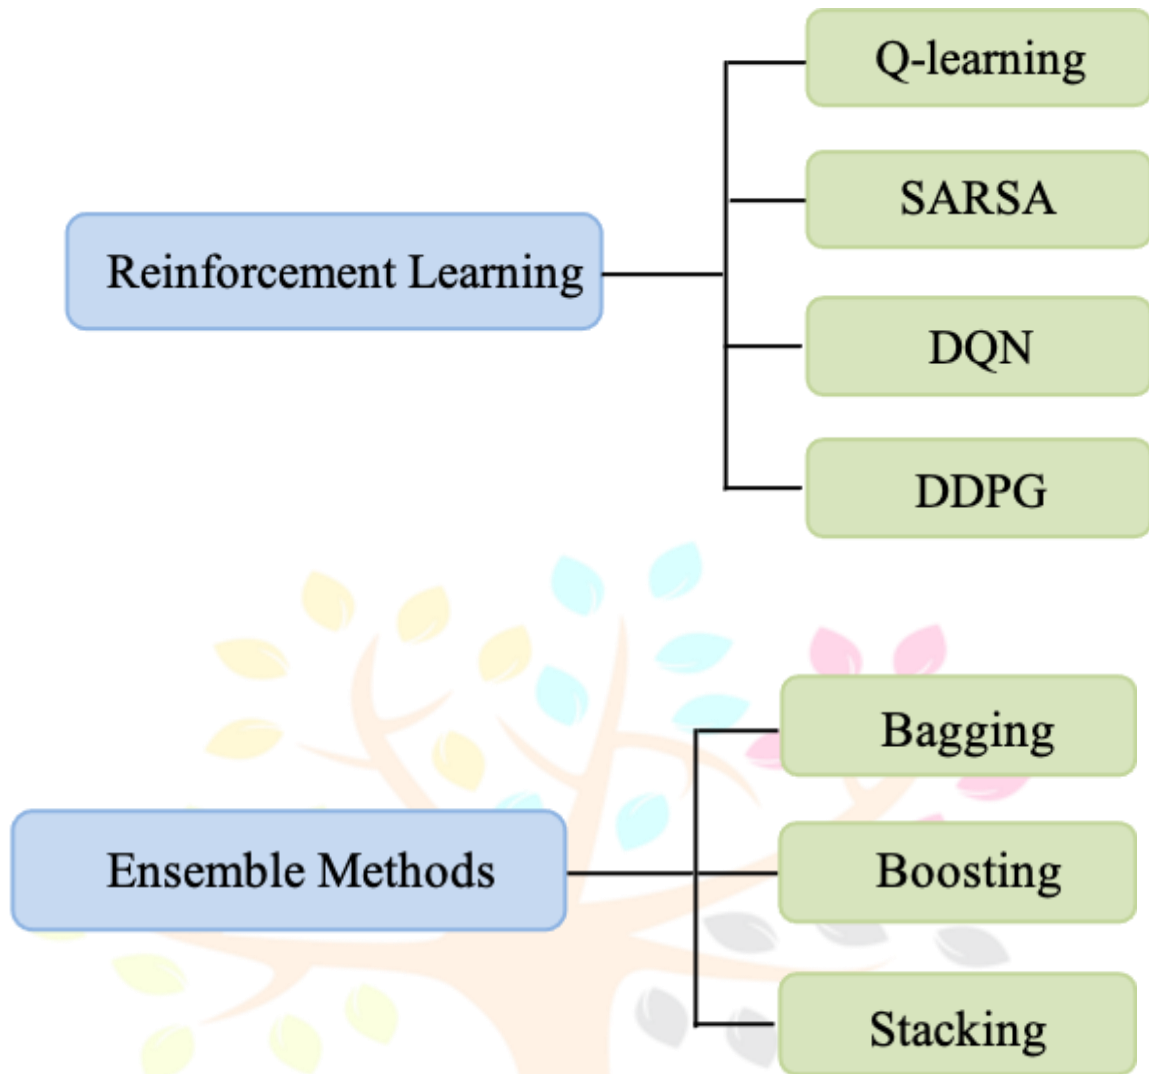 Q-learning
SARSA
Reinforcement Learning
DQN
DDPG
Bagging
Ensemble Methods
Boosting
Stacking